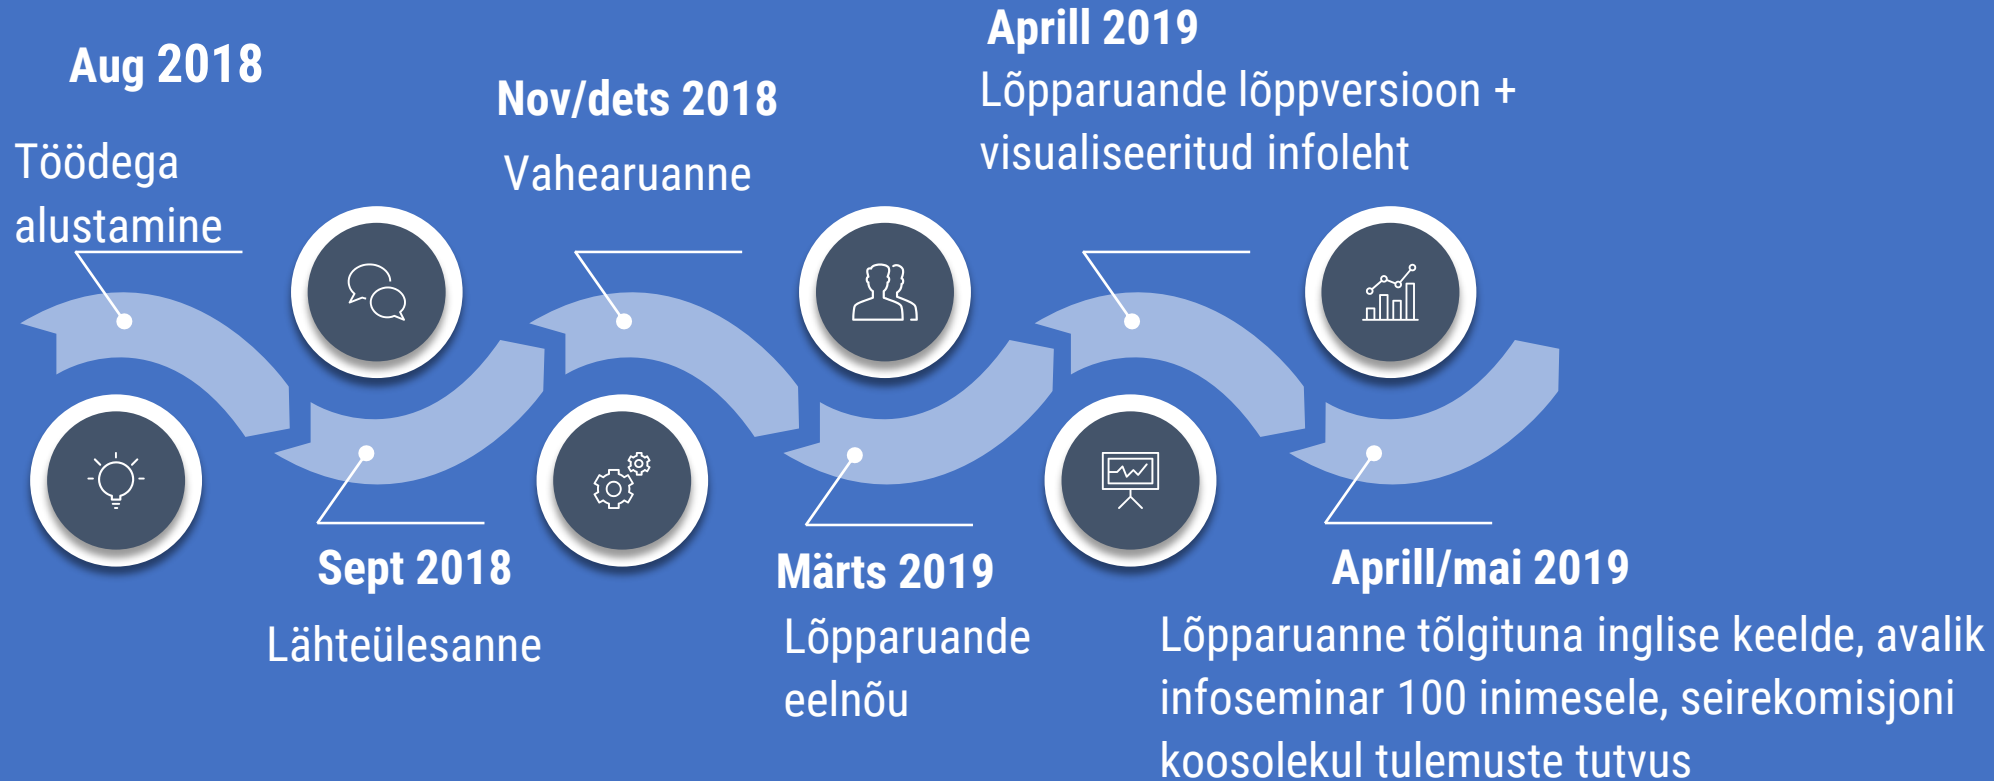 Aug 2018
Töödega
alustamine
Sept 2018
Lähteülesanne
Nov/dets 2018
Vahearuanne
Märts 2019
Lõpparuande
eelnõu
Aprill 2019
Lõpparuande lõppversioon +
visualiseeritud infoleht
Aprill/mai 2019
Lõpparuanne tõlgituna inglise keelde, avalik
infoseminar 100 inimesele, seirekomisjoni
koosolekul tulemuste tutvus